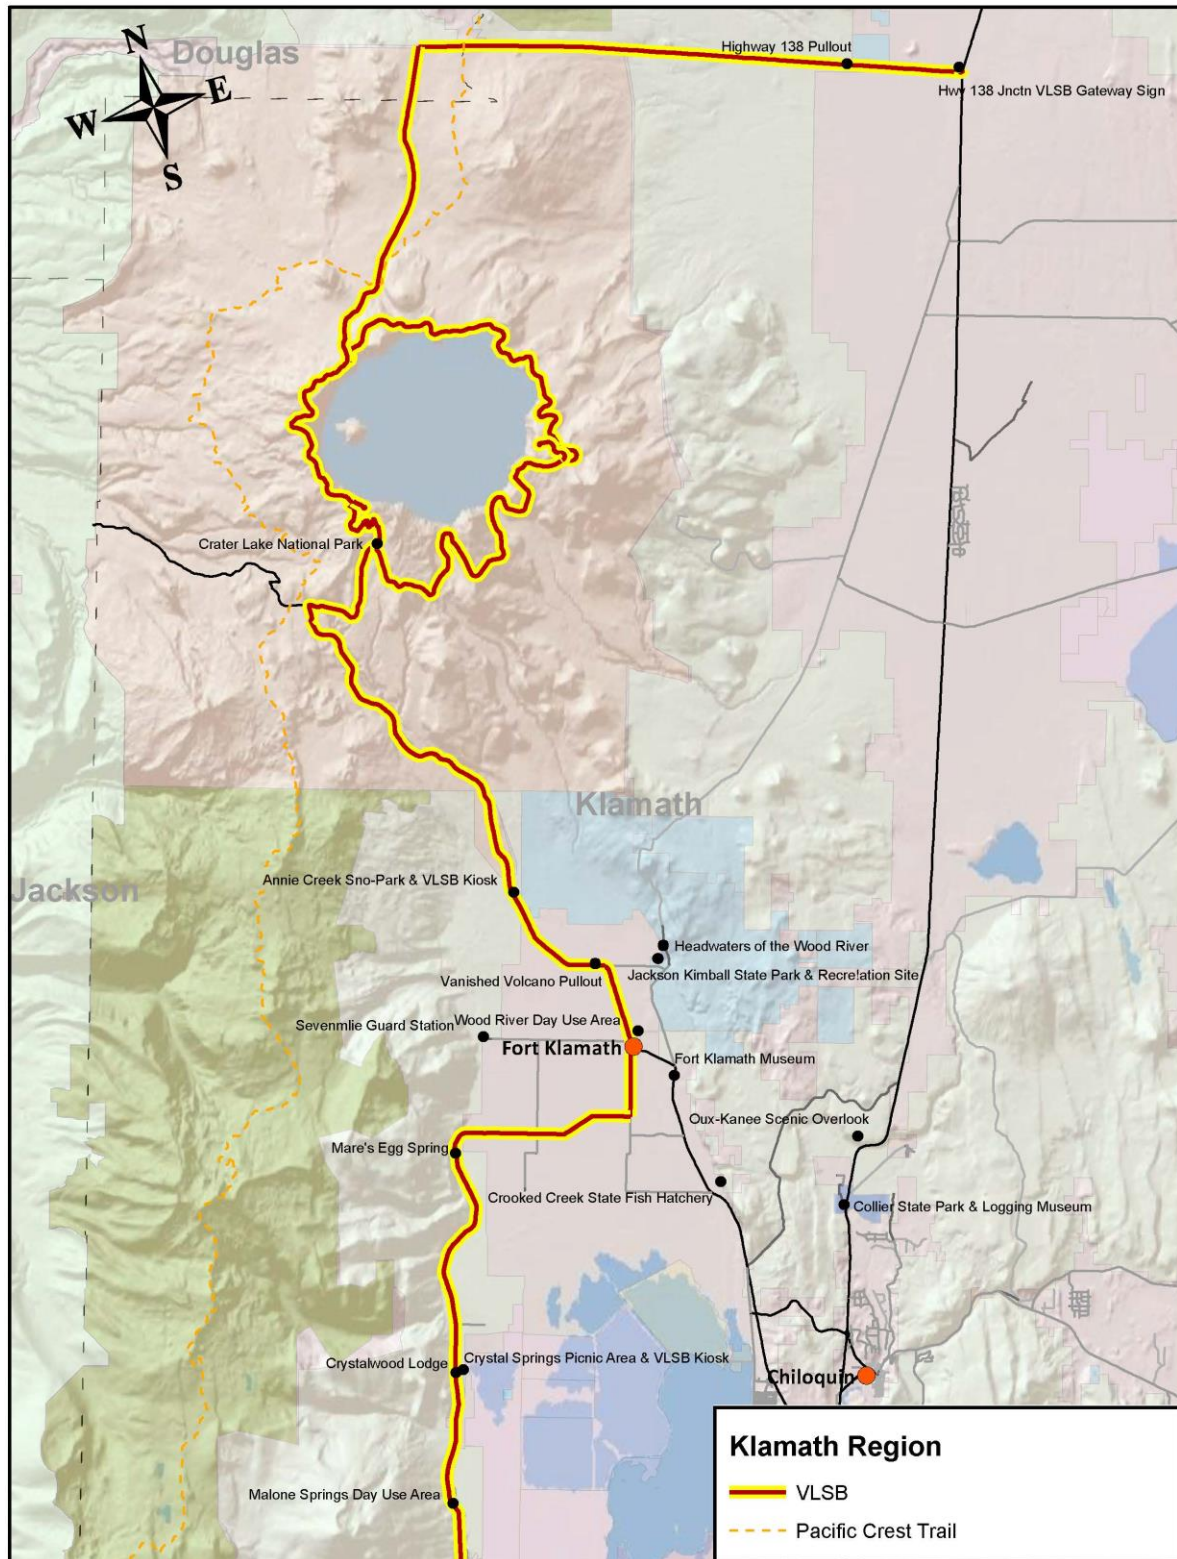 N
Douglas
E
W
S
Highway 138 Pullout
Hwy 138 Jnctn VLSB Gateway Sign
Crater Lake National Park
Klamath
Jackson
Annie Creek Sno-Park & VLSB Kiosk
Headwaters of the Wood River
Jackson Kimball State Park & Recre!ation Site
Vanished Volcano Pullout
Sevenmlie Guard Station
Wood River Day Use Area
Fort Klamath
Fort Klamath Museum
Oux-Kanee Scenic Overlook
Mare's Egg Spring
Crooked Creek State Fish Hatchery
Collier State Park & Logging Museum
Crystalwood Lodge
Crystal Springs Picnic Area & VLSB Kiosk
Chiloquin
Malone Springs Day Use Area
Klamath Region
VLSB
Pacific Crest Trail